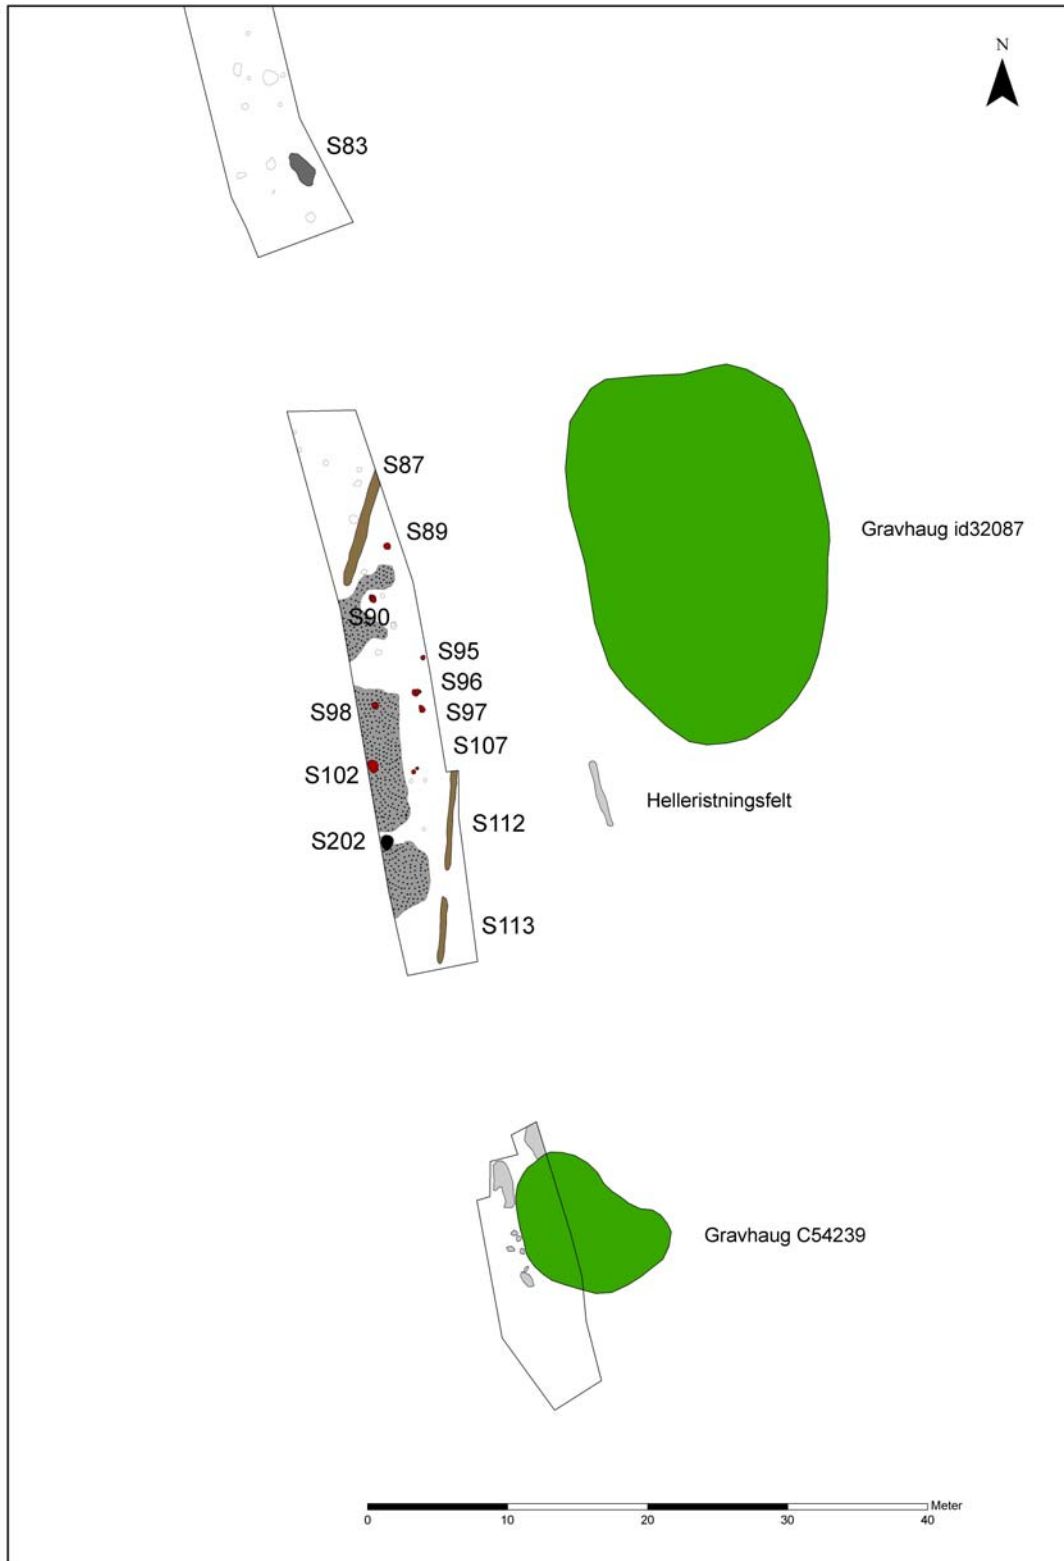 N
S83
S87
S89
Gravhaug id32087
S90
S95
S96
S98
S97
S107
S102
Helleristningsfelt
S112
S202
S113
Gravhaug C54239
Meter
0 10 20 30 40